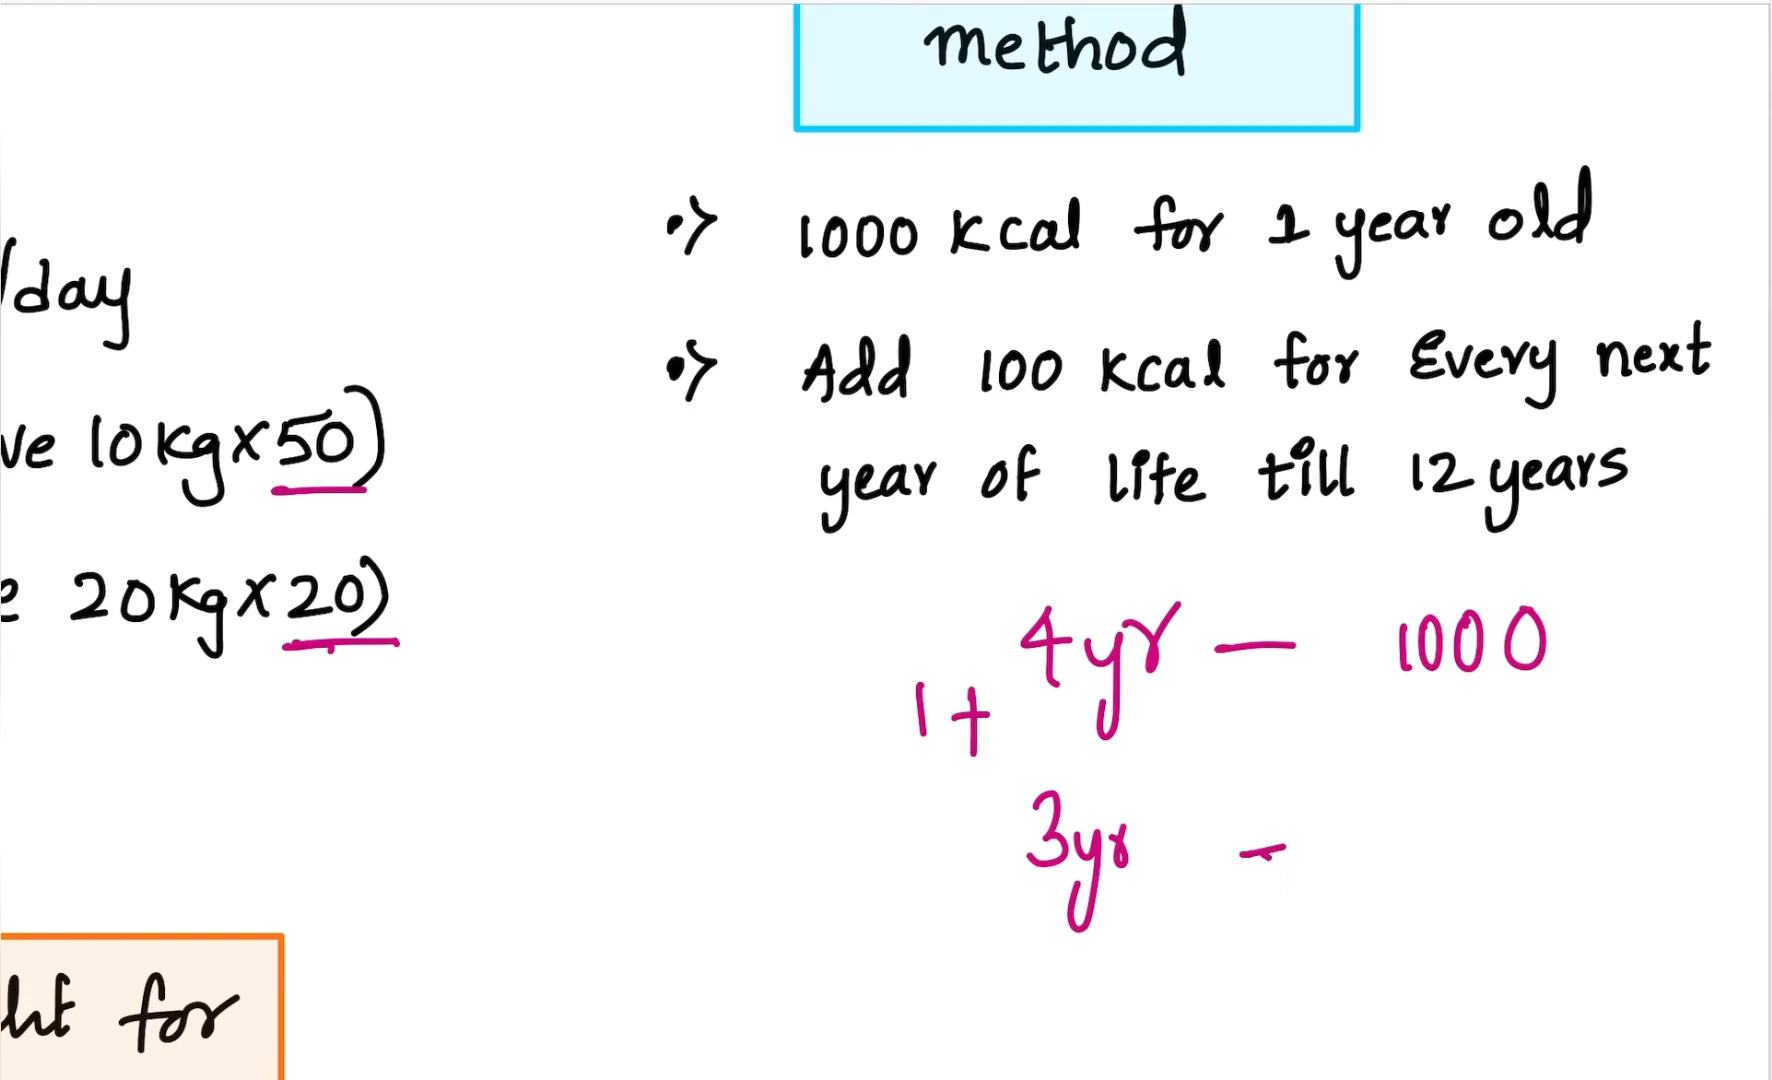 method
1000 Kcal for 1 year old
Add 100 Kcal for Every next
year of life till 12 years
4yr — 1000
1+
3yr -
/day
ve 10kg x 50)
20kg x 20)
for